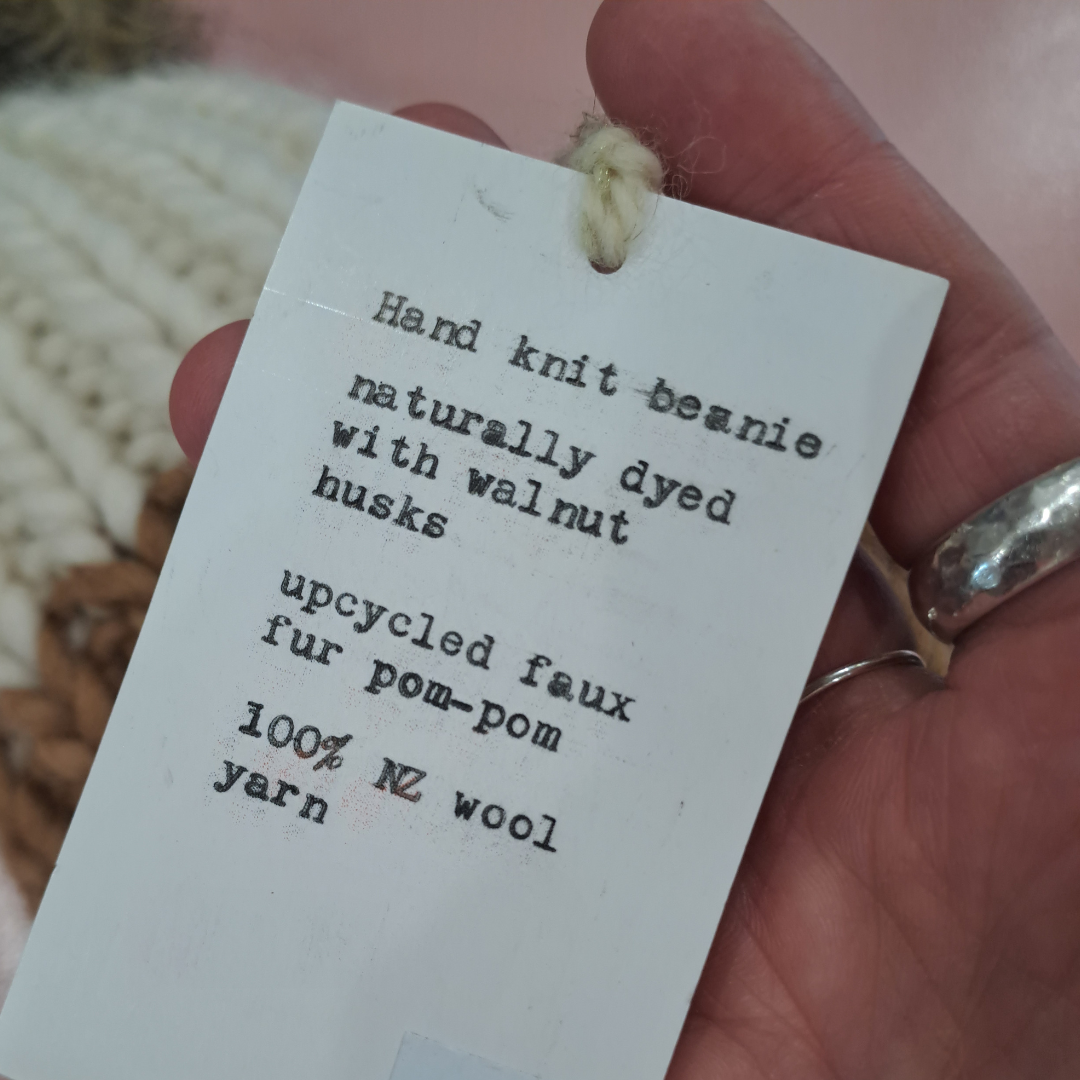 Hand knit beanie
naturally dyed
with walnut
husks
upcycled faux
fur pom-pom
100% NZ wool
yarn